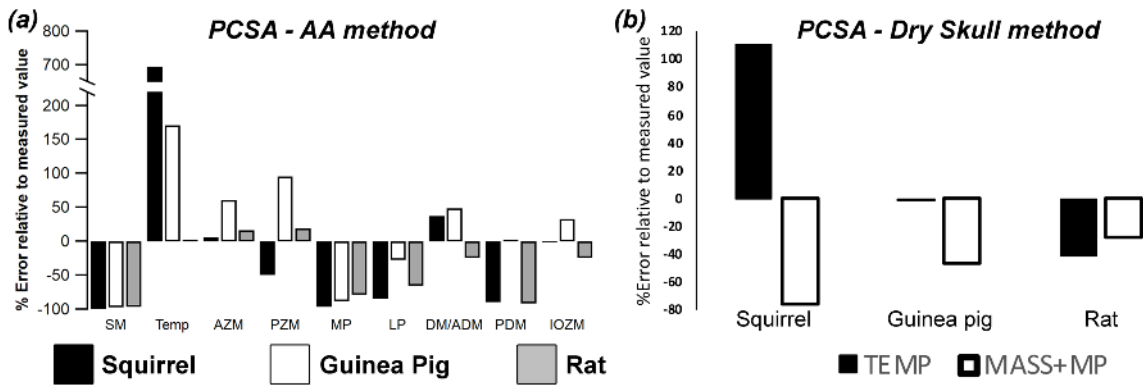 (a) PCSA - AA method
% Error relative to measured value
800
700
200
150
100
50
0
-50
-100
SM Temp AZM PZM MP LP DM/ADM PDM IOZM
Squirrel Guinea Pig Rat
(b) PCSA - Dry Skull method
%Error relative to measured value
120
100
80
60
40
20
0
-20
-40
-60
-80
Squirrel Guinea pig Rat
TEMP MASS+MP